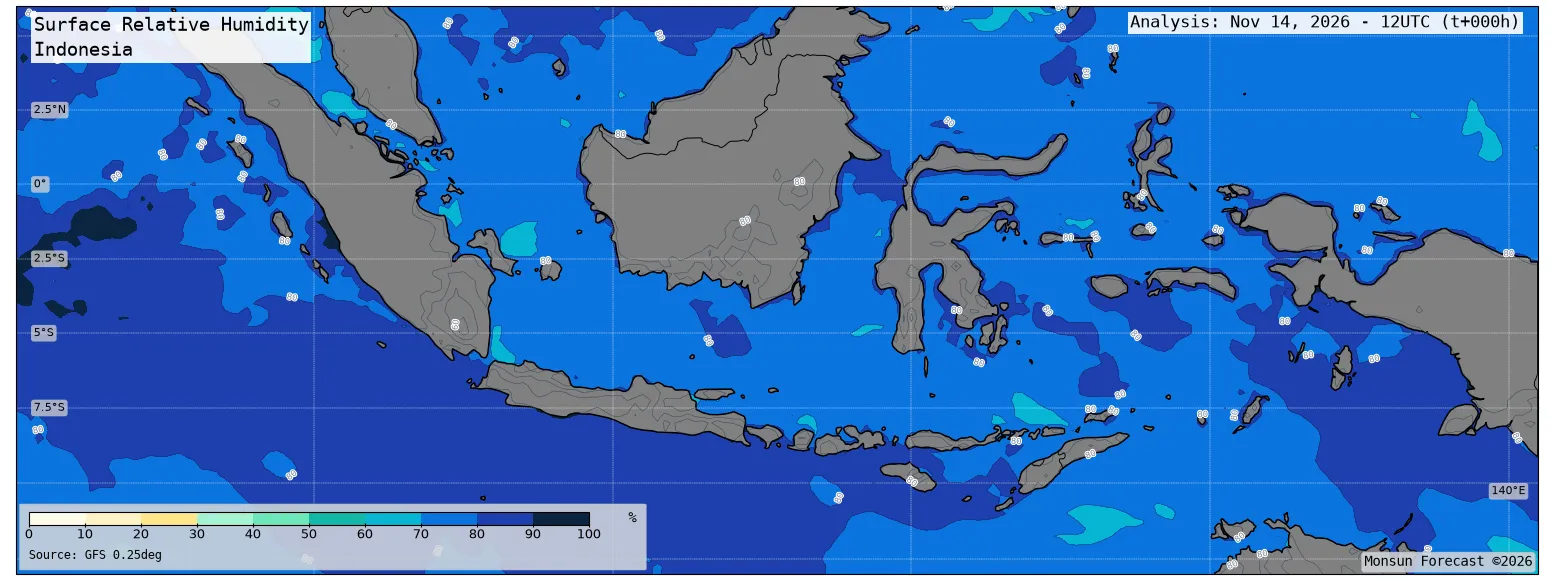 Surface Relative Humidity
Indonesia
Analysis: Nov 14, 2026 - 12UTC (t+000h)
2.5°N
0°
2.5°S
5°S
7.5°S
140°E
0 10 20 30 40 50 60 70 80 90 100
%
Source: GFS 0.25deg
Monsun Forecast ©2026